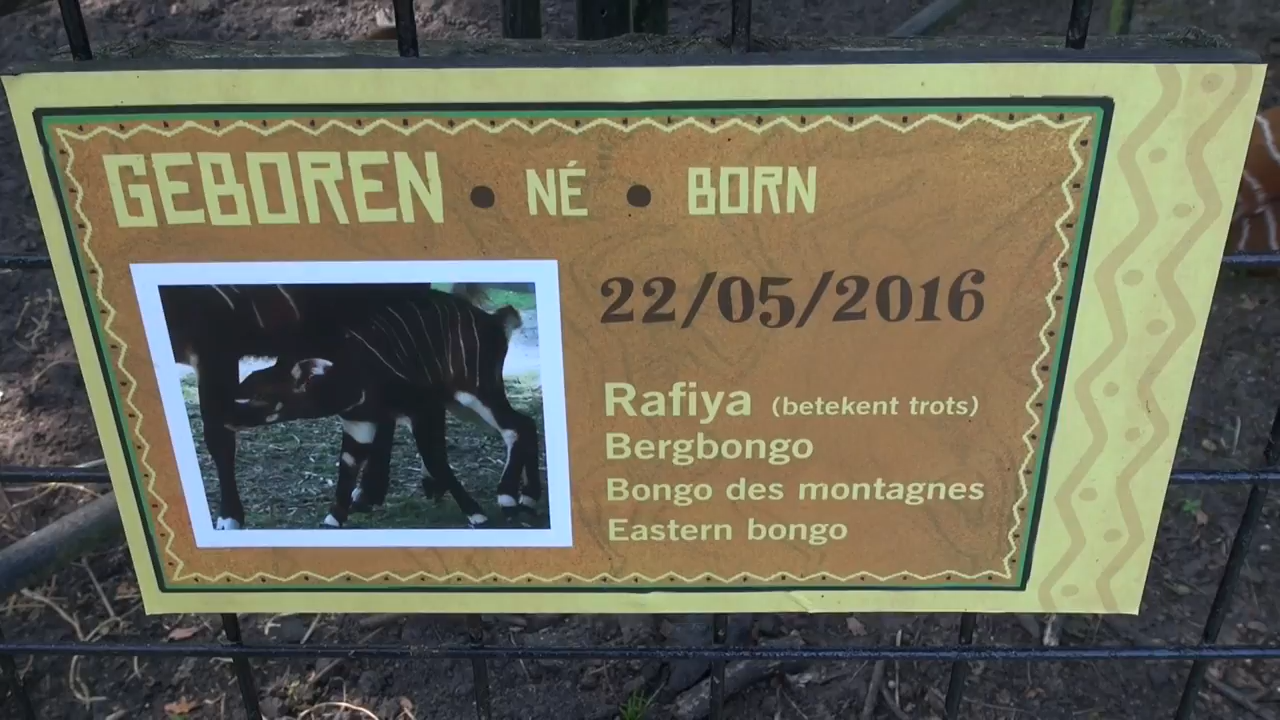 GEBOREN • NÉ • BORN
22/05/2016
Rafiya (betekent trots)
Bergbongo
Bongo des montagnes
Eastern bongo